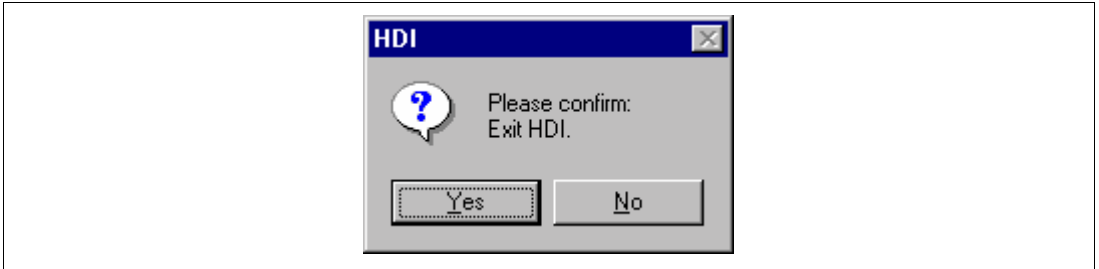 HDI
?
Please confirm:
Exit HDI.
Yes
No